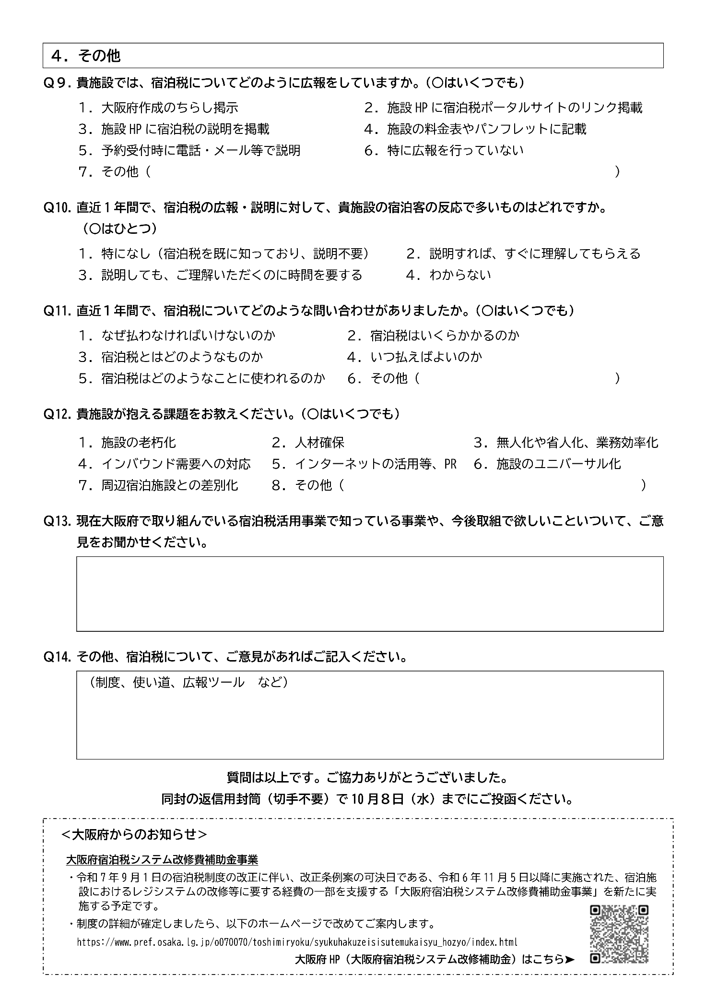 ４．その他
Ｑ９．貴施設では、宿泊税についてどのように広報をしていますか。（〇はいくつでも）
１．大阪府作成のちらし掲示　２．施設 HP に宿泊税ポータルサイトのリンク掲載
３．施設 HP に宿泊税の説明を掲載　４．施設の料金表やパンフレットに記載
５．予約受付時に電話・メール等で説明　６．特に広報を行っていない
７．その他（　）
Ｑ10．直近１年間で、宿泊税の広報・説明に対して、貴施設の宿泊客の反応で多いものはどれですか。
（〇はひとつ）
１．特になし（宿泊税を既に知っており、説明不要）　２．説明すれば、すぐに理解してもらえる
３．説明しても、ご理解いただくのに時間を要する　４．わからない
Ｑ11．直近１年間で、宿泊税についてどのような問い合わせがありましたか。（〇はいくつでも）
１．なぜ払わなければいけないのか　２．宿泊税はいくらかかるのか
３．宿泊税とはどのようなものか　４．いつ払えばよいのか
５．宿泊税はどのようなことに使われるのか　６．その他（　）
Ｑ12．貴施設が抱える課題をお教えください。（〇はいくつでも）
１．施設の老朽化　２．人材確保　３．無人化や省人化、業務効率化
４．インバウンド需要への対応　５．インターネットの活用等、PR　６．施設のユニバーサル化
７．周辺宿泊施設との差別化　８．その他（　）
Ｑ13．現在大阪府で取り組んでいる宿泊税活用事業で知っている事業や、今後取組で欲しいこといついて、ご意
見をお聞かせください。
Ｑ14．その他、宿泊税について、ご意見があればご記入ください。
（制度、使い道、広報ツール　など）
質問は以上です。ご協力ありがとうございました。
同封の返信用封筒（切手不要）で 10 月８日（水）までにご投函ください。
＜大阪府からのお知らせ＞
大阪府宿泊税システム改修費補助金事業
・令和７年９月１日の宿泊税制度の改正に伴い、改正条例案の可決日である、令和６年 11 月５日以降に実施された、宿泊施
設におけるレジシステムの改修等に要する経費の一部を支援する「大阪府宿泊税システム改修費補助金事業」を新たに実
施する予定です。
・制度の詳細が確定しましたら、以下のホームページで改めてご案内します。
https://www.pref.osaka.lg.jp/o070070/toshimiryoku/syukuhakuzeisisutemukaisyu_hozyo/index.html
大阪府 HP（大阪府宿泊税システム改修補助金）はこちら➤